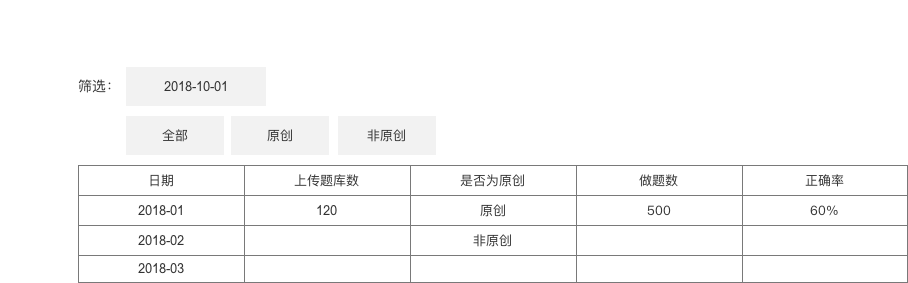 筛选： 2018-10-01
全部 原创 非原创
日期 上传题库数 是否为原创 做题数 正确率
2018-01 120 原创 500 60%
2018-02 非原创
2018-03